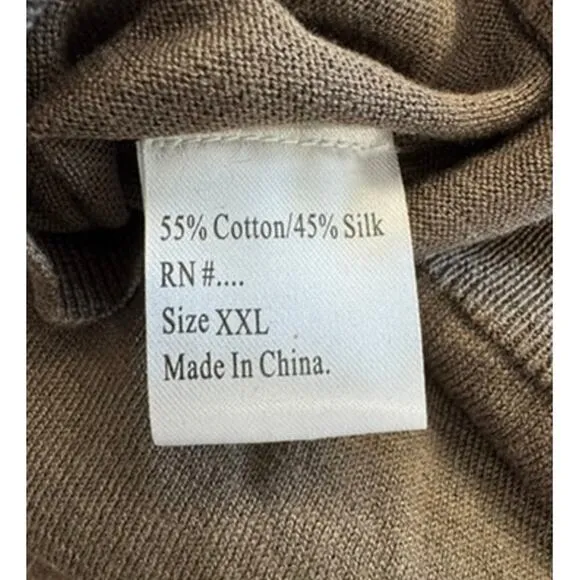 55% Cotton/45% Silk
RN #....
Size XXL
Made In China.